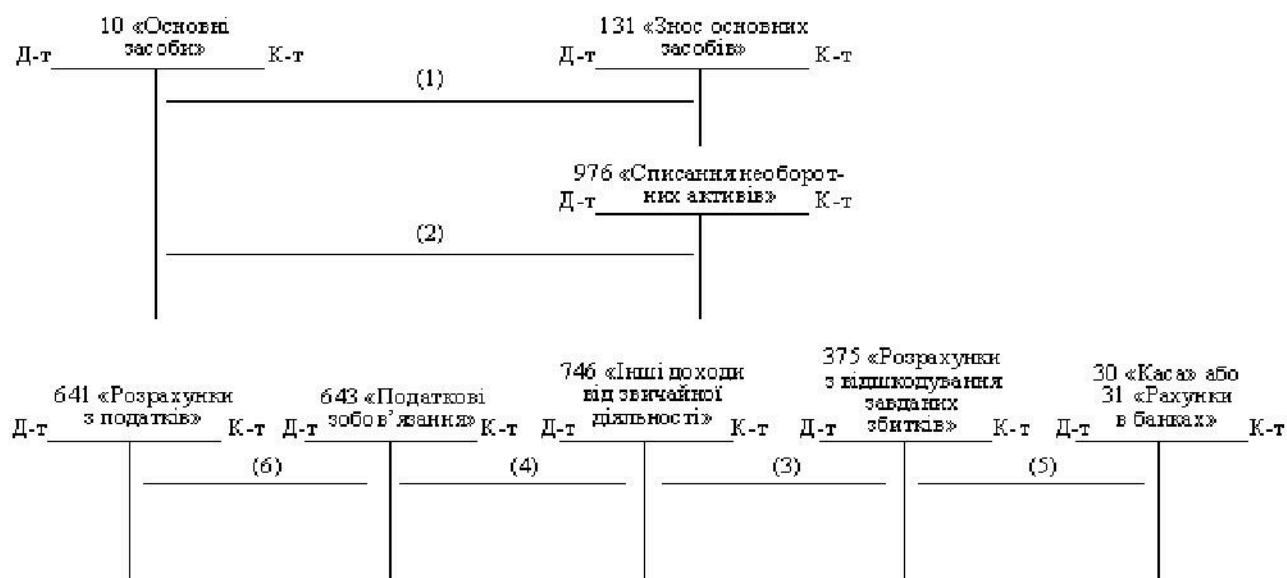 10 «Основні
засоби»
Д-т К-т
131 «Знос основних
засобів»
Д-т К-т
(1)
976 «Списання необорот-
них активів»
Д-т К-т
(2)
641 «Розрахунки
з податків»
Д-т К-т
643 «Податкові
зобов’язання»
Д-т К-т
746 «Інші доходи
від звичайної
діяльності»
Д-т К-т
375 «Розрахунки
з відшкодування
завданих
збитків»
Д-т К-т
30 «Каса» або
31 «Рахунки
в банках»
Д-т К-т
(6) (4) (3) (5)